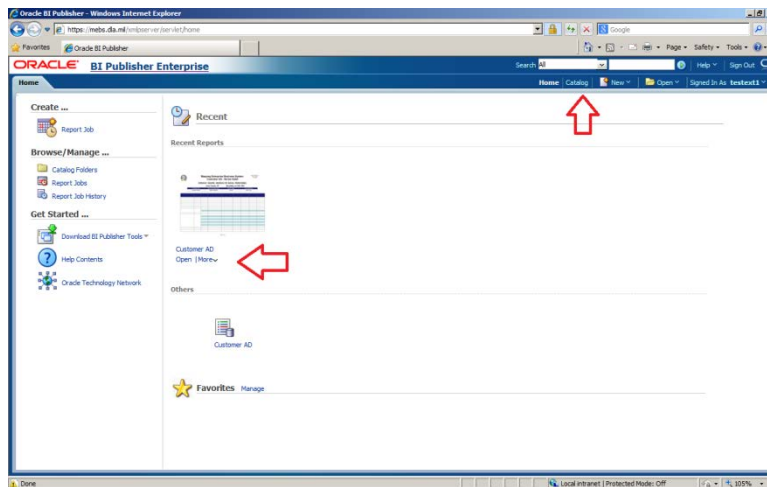 Oracle BI Publisher - Windows Internet Explorer
https://mebs.dla.mil/xmlpserver/servlet/home
Google
Favorites Oracle BI Publisher
Page Safety Tools
ORACLE BI Publisher Enterprise
Search All Help Sign Out
Home
Home Catalog New Open Signed In As testext1
Create ...
Report Job
Browse/Manage ...
Catalog Folders
Report Jobs
Report Job History
Get Started ...
Download BI Publisher Tools
Help Contents
Oracle Technology Network
Recent
Recent Reports
Customer AD
Open | More
Others
Customer AD
Favorites Manage
Done Local intranet | Protected Mode: Off 105%